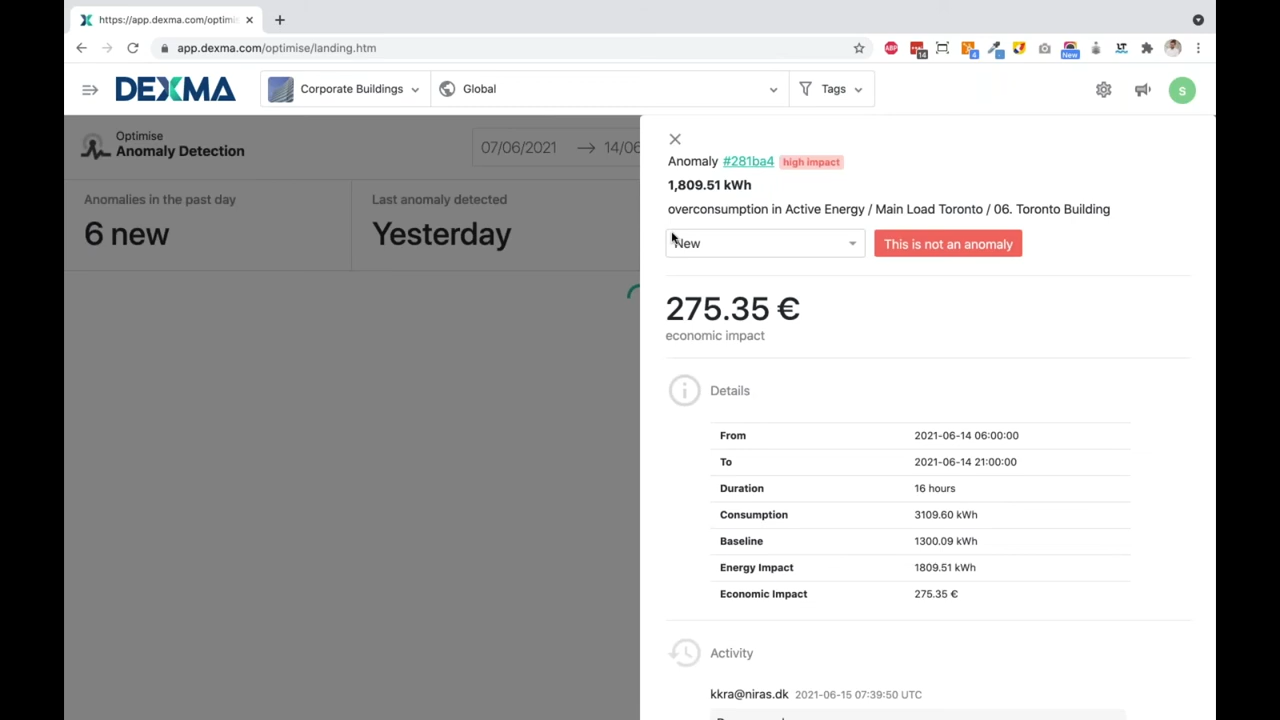 https://app.dexma.com/optimi
app.dexma.com/optimise/landing.htm
ABP
14
4
New
LT
DEXMA
Corporate Buildings
Global
Tags
S
Optimise
Anomaly Detection
07/06/2021 → 14/06
Anomalies in the past day
6 new
Last anomaly detected
Yesterday
Anomaly #281ba4 high impact
1,809.51 kWh
overconsumption in Active Energy / Main Load Toronto / 06. Toronto Building
New
This is not an anomaly
275.35 €
economic impact
Details
From 2021-06-14 06:00:00
To 2021-06-14 21:00:00
Duration 16 hours
Consumption 3109.60 kWh
Baseline 1300.09 kWh
Energy Impact 1809.51 kWh
Economic Impact 275.35 €
Activity
kkra@niras.dk 2021-06-15 07:39:50 UTC